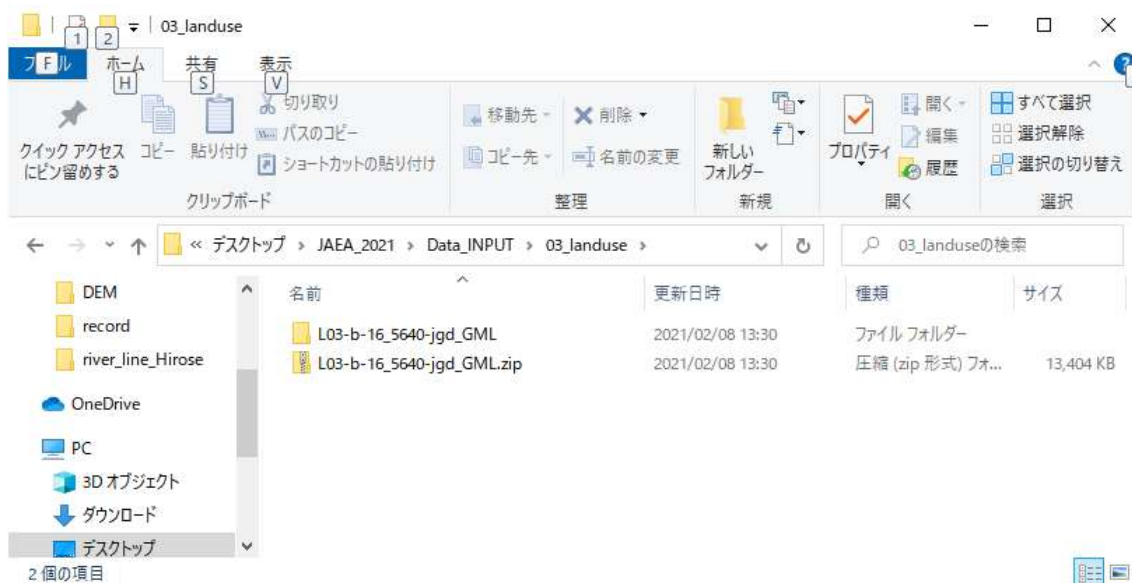 03_landuse
1 2
ファイル ホーム 共有 表示
F H S V
クイック アクセス
にピン留めする
コピー
貼り付け
切り取り
パスのコピー
ショートカットの貼り付け
クリップボード
移動先
コピー先
削除
名前の変更
整理
新しい
フォルダー
新規
プロパティ
開く
編集
履歴
開く
すべて選択
選択解除
選択の切り替え
選択
« デスクトップ › JAEA_2021 › Data_INPUT › 03_landuse ›
03_landuseの検索
DEM
record
river_line_Hirose
OneDrive
PC
3D オブジェクト
ダウンロード
デスクトップ
名前 更新日時 種類 サイズ
L03-b-16_5640-jgd_GML 2021/02/08 13:30 ファイル フォルダー
L03-b-16_5640-jgd_GML.zip 2021/02/08 13:30 圧縮 (zip 形式) フォ... 13,404 KB
2 個の項目